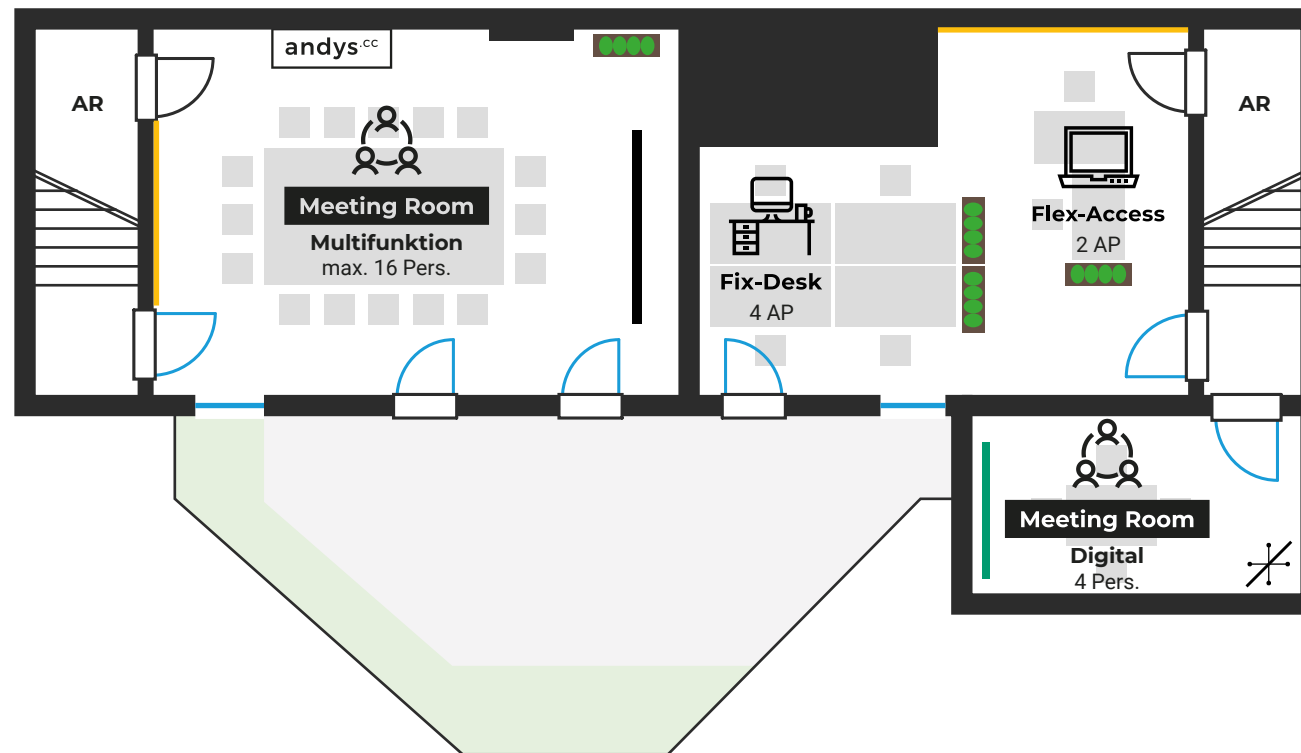 andys.cc
AR
Meeting Room
Multifunktion
max. 16 Pers.
Fix-Desk
4 AP
Flex-Access
2 AP
AR
Meeting Room
Digital
4 Pers.